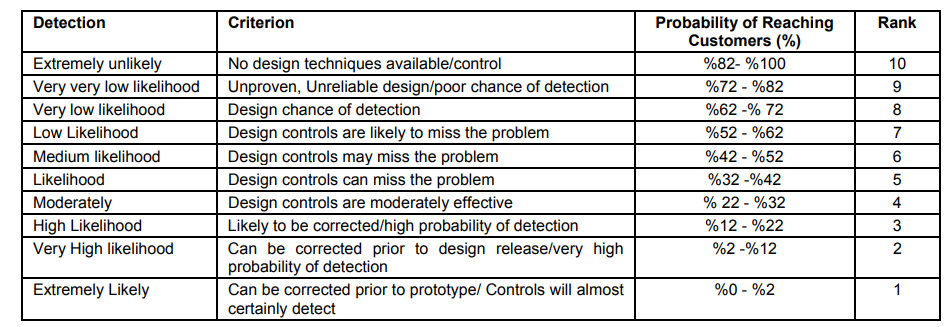 Detection Criterion Probability of Reaching Rank
Customers (%)
Extremely unlikely No design techniques available/control %82- %100 10
Very very low likelihood Unproven, Unreliable design/poor chance of detection %72 - %82 9
Very low likelihood Design chance of detection %62 -% 72 8
Low Likelihood Design controls are likely to miss the problem %52 - %62 7
Medium likelihood Design controls may miss the problem %42 - %52 6
Likelihood Design controls can miss the problem %32 -%42 5
Moderately Design controls are moderately effective % 22 - %32 4
High Likelihood Likely to be corrected/high probability of detection %12 - %22 3
Very High likelihood Can be corrected prior to design release/very high %2 -%12 2
probability of detection
Extremely Likely Can be corrected prior to prototype/ Controls will almost %0 - %2 1
certainly detect